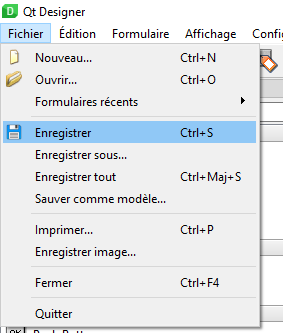 Qt Designer
Fichier Édition Formulaire Affichage
Nouveau... Ctrl+N
Ouvrir... Ctrl+O
Formulaires récents
Enregistrer Ctrl+S
Enregistrer sous...
Enregistrer tout Ctrl+Maj+S
Sauver comme modèle...
Imprimer... Ctrl+P
Enregistrer image...
Fermer Ctrl+F4
Quitter